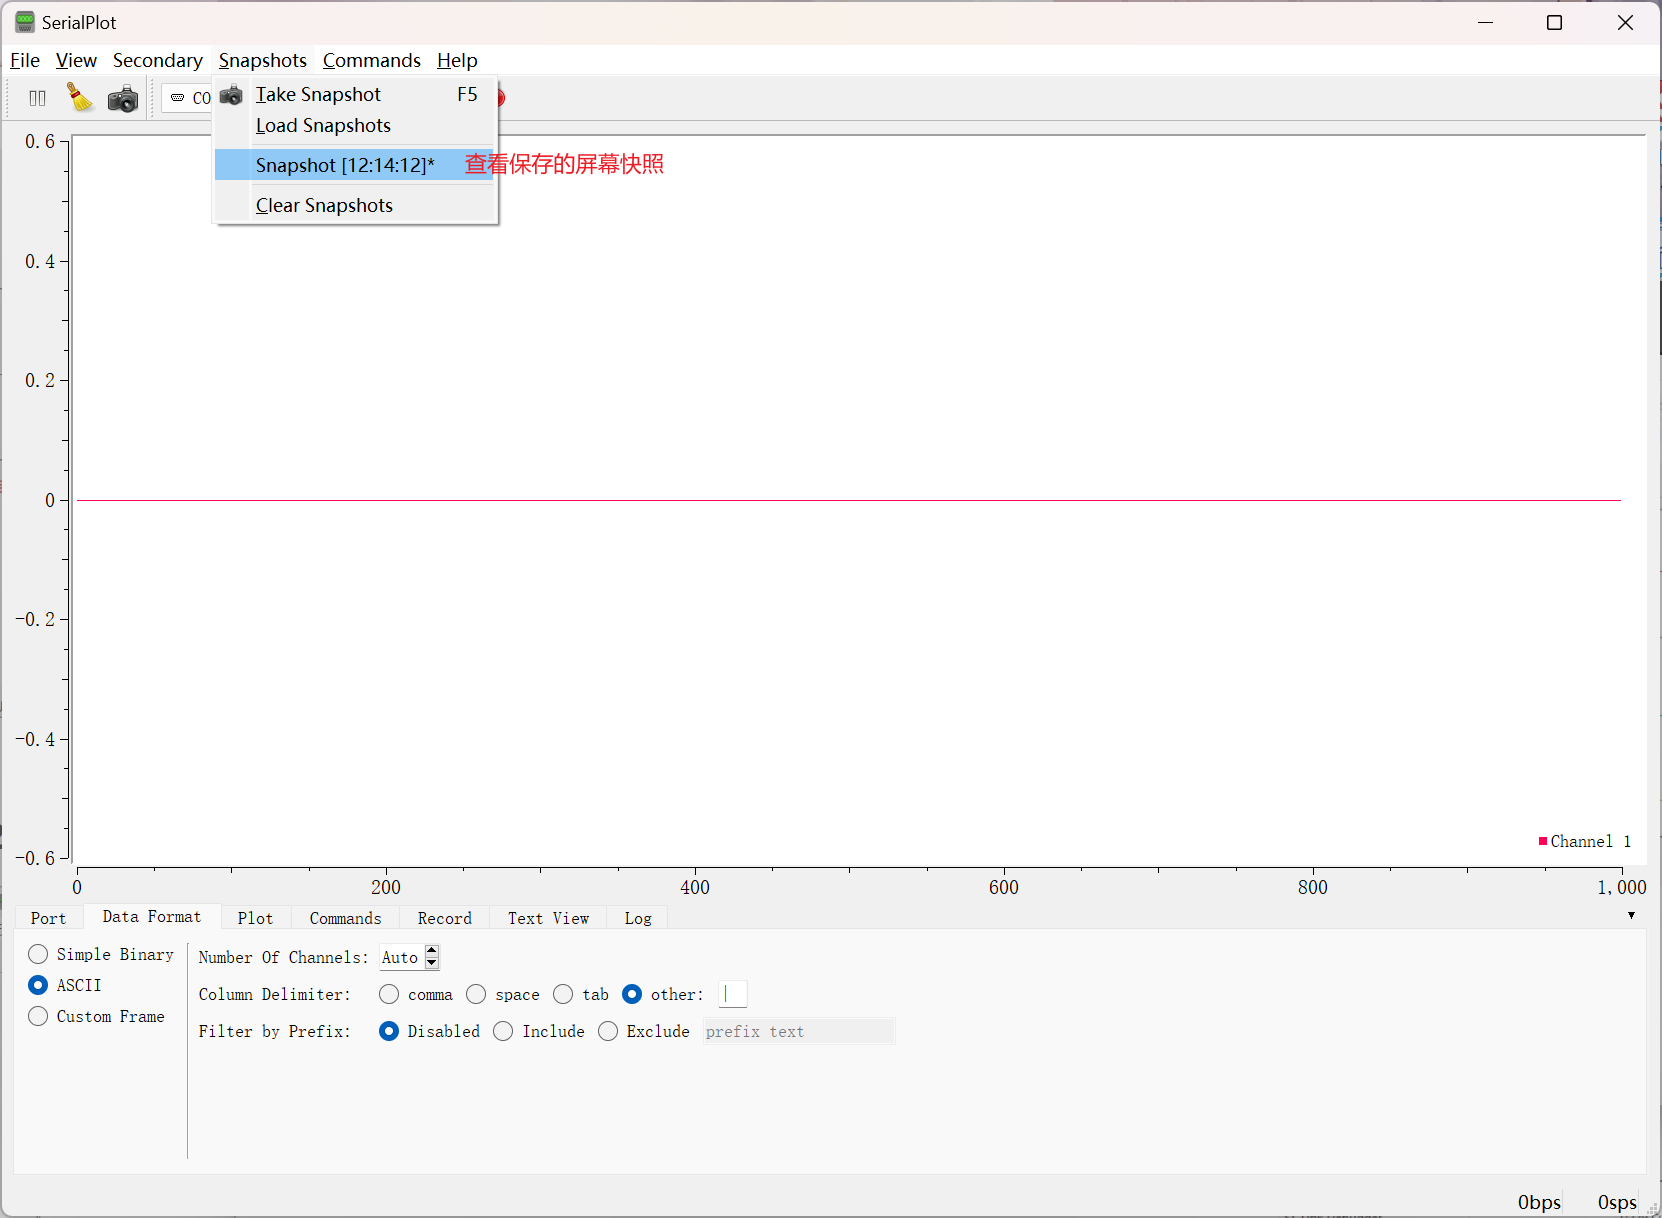 SerialPlot
File View Secondary Snapshots Commands Help
CO
Take Snapshot F5
Load Snapshots
Snapshot [12:14:12]* 查看保存的屏幕快照
Clear Snapshots
0.6
0.4
0.2
0
-0.2
-0.4
-0.6
Channel 1
0 200 400 600 800 1,000
Port Data Format Plot Commands Record Text View Log
Simple Binary
ASCII
Custom Frame
Number Of Channels: Auto
Column Delimiter: comma space tab other: |
Filter by Prefix: Disabled Include Exclude prefix text
0bps 0sps